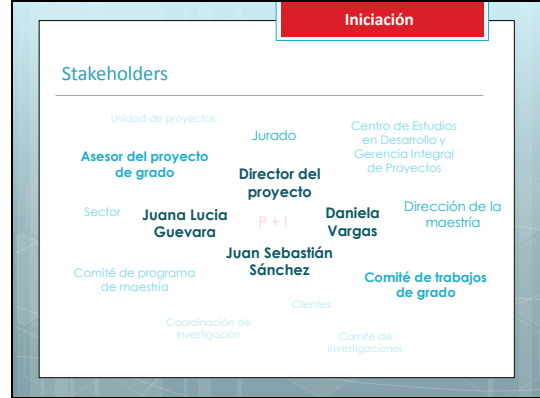 Iniciación
Stakeholders
Unidad de proyectos
Jurado
Centro de Estudios
en Desarrollo y
Gerencia Integral
de Proyectos
Asesor del proyecto
de grado
Director del
proyecto
Sector
Juana Lucia
Guevara
P + I
Daniela
Vargas
Dirección de la
maestría
Juan Sebastián
Sánchez
Comité de programa
de maestría
Comité de trabajos
de grado
Clientes
Coordinación de
investigación
Comité de
investigaciones